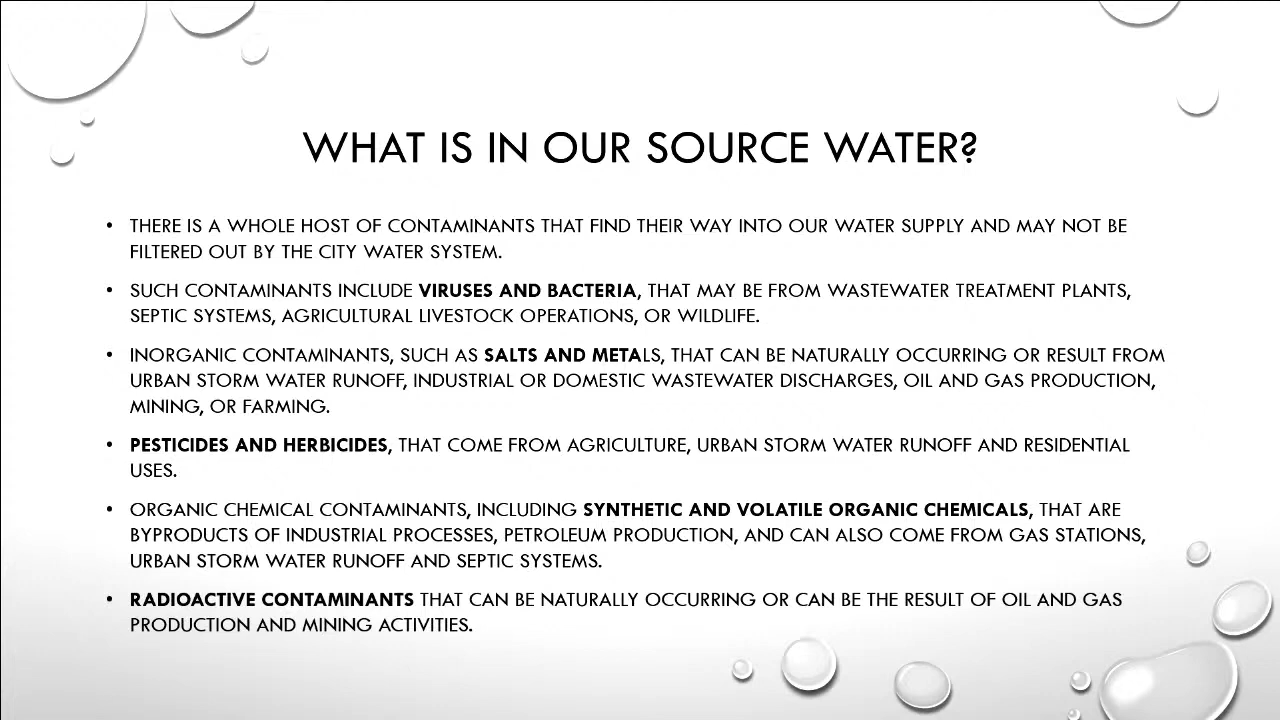 WHAT IS IN OUR SOURCE WATER?
• THERE IS A WHOLE HOST OF CONTAMINANTS THAT FIND THEIR WAY INTO OUR WATER SUPPLY AND MAY NOT BE
FILTERED OUT BY THE CITY WATER SYSTEM.
• SUCH CONTAMINANTS INCLUDE VIRUSES AND BACTERIA, THAT MAY BE FROM WASTEWATER TREATMENT PLANTS,
SEPTIC SYSTEMS, AGRICULTURAL LIVESTOCK OPERATIONS, OR WILDLIFE.
• INORGANIC CONTAMINANTS, SUCH AS SALTS AND METALS, THAT CAN BE NATURALLY OCCURRING OR RESULT FROM
URBAN STORM WATER RUNOFF, INDUSTRIAL OR DOMESTIC WASTEWATER DISCHARGES, OIL AND GAS PRODUCTION,
MINING, OR FARMING.
• PESTICIDES AND HERBICIDES, THAT COME FROM AGRICULTURE, URBAN STORM WATER RUNOFF AND RESIDENTIAL
USES.
• ORGANIC CHEMICAL CONTAMINANTS, INCLUDING SYNTHETIC AND VOLATILE ORGANIC CHEMICALS, THAT ARE
BYPRODUCTS OF INDUSTRIAL PROCESSES, PETROLEUM PRODUCTION, AND CAN ALSO COME FROM GAS STATIONS,
URBAN STORM WATER RUNOFF AND SEPTIC SYSTEMS.
• RADIOACTIVE CONTAMINANTS THAT CAN BE NATURALLY OCCURRING OR CAN BE THE RESULT OF OIL AND GAS
PRODUCTION AND MINING ACTIVITIES.